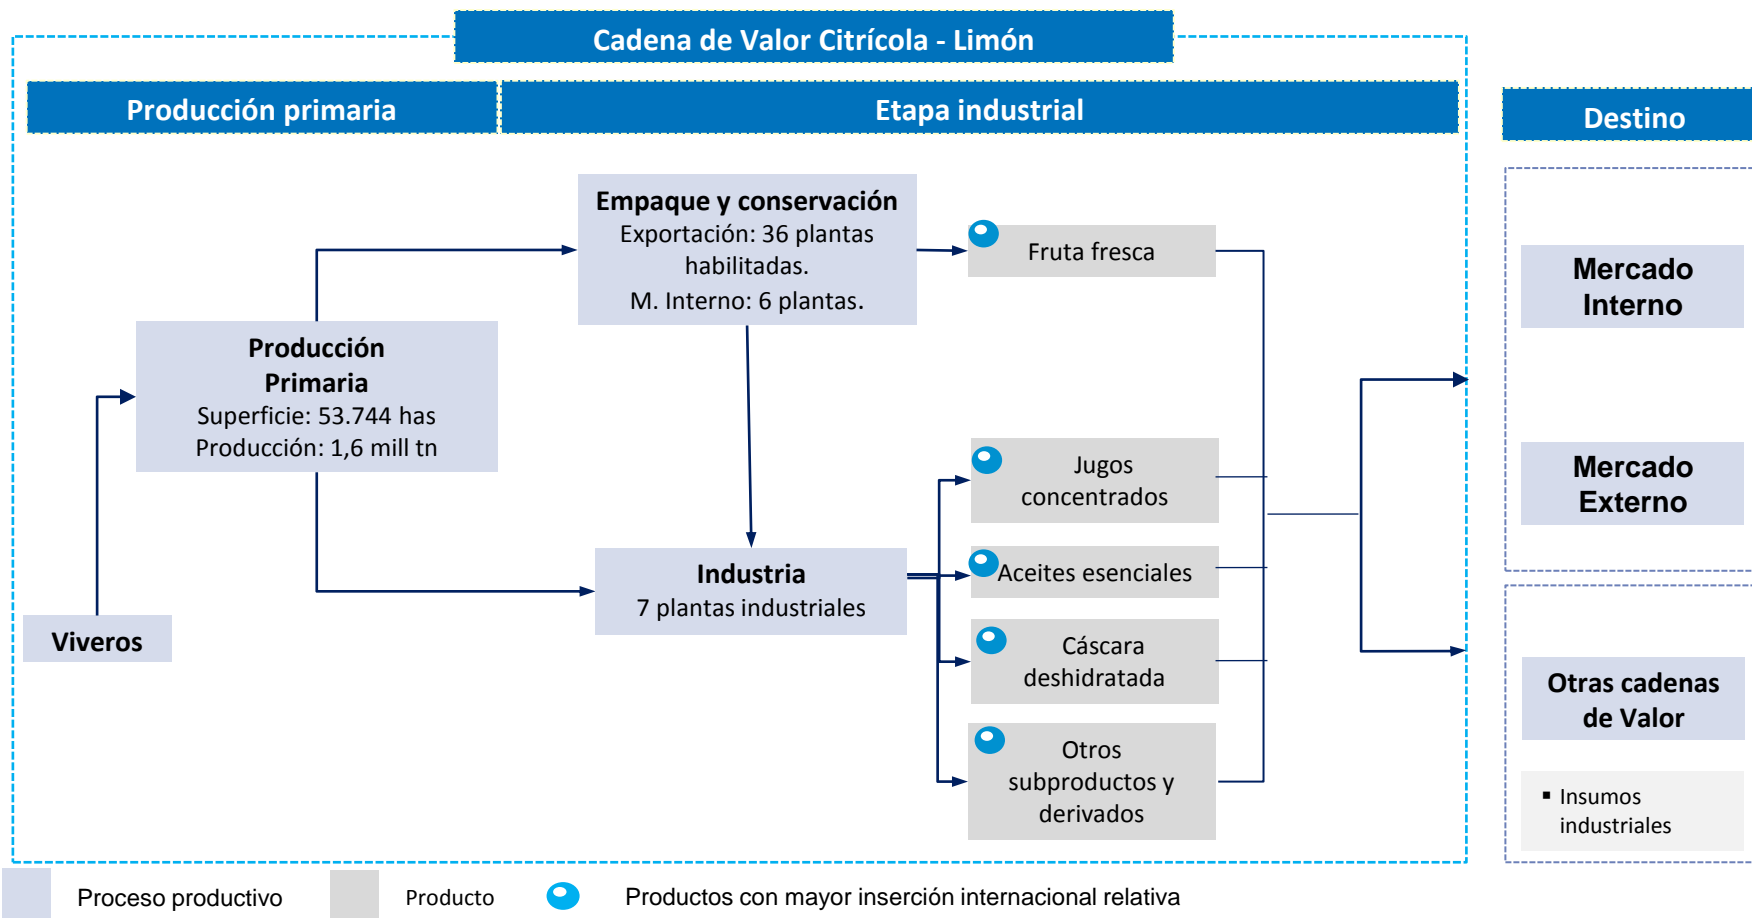 Cadena de Valor Citrícola - Limón
Producción primaria
Etapa industrial
Destino
Empaque y conservación
Exportación: 36 plantas
habilitadas.
M. Interno: 6 plantas.
Fruta fresca
Mercado
Interno
Producción
Primaria
Superficie: 53.744 has
Producción: 1,6 mill tn
Jugos
concentrados
Mercado
Externo
Industria
7 plantas industriales
Aceites esenciales
Viveros
Cáscara
deshidratada
Otras cadenas
de Valor
Otros
subproductos y
derivados
▪ Insumos
industriales
Proceso productivo
Producto
Productos con mayor inserción internacional relativa